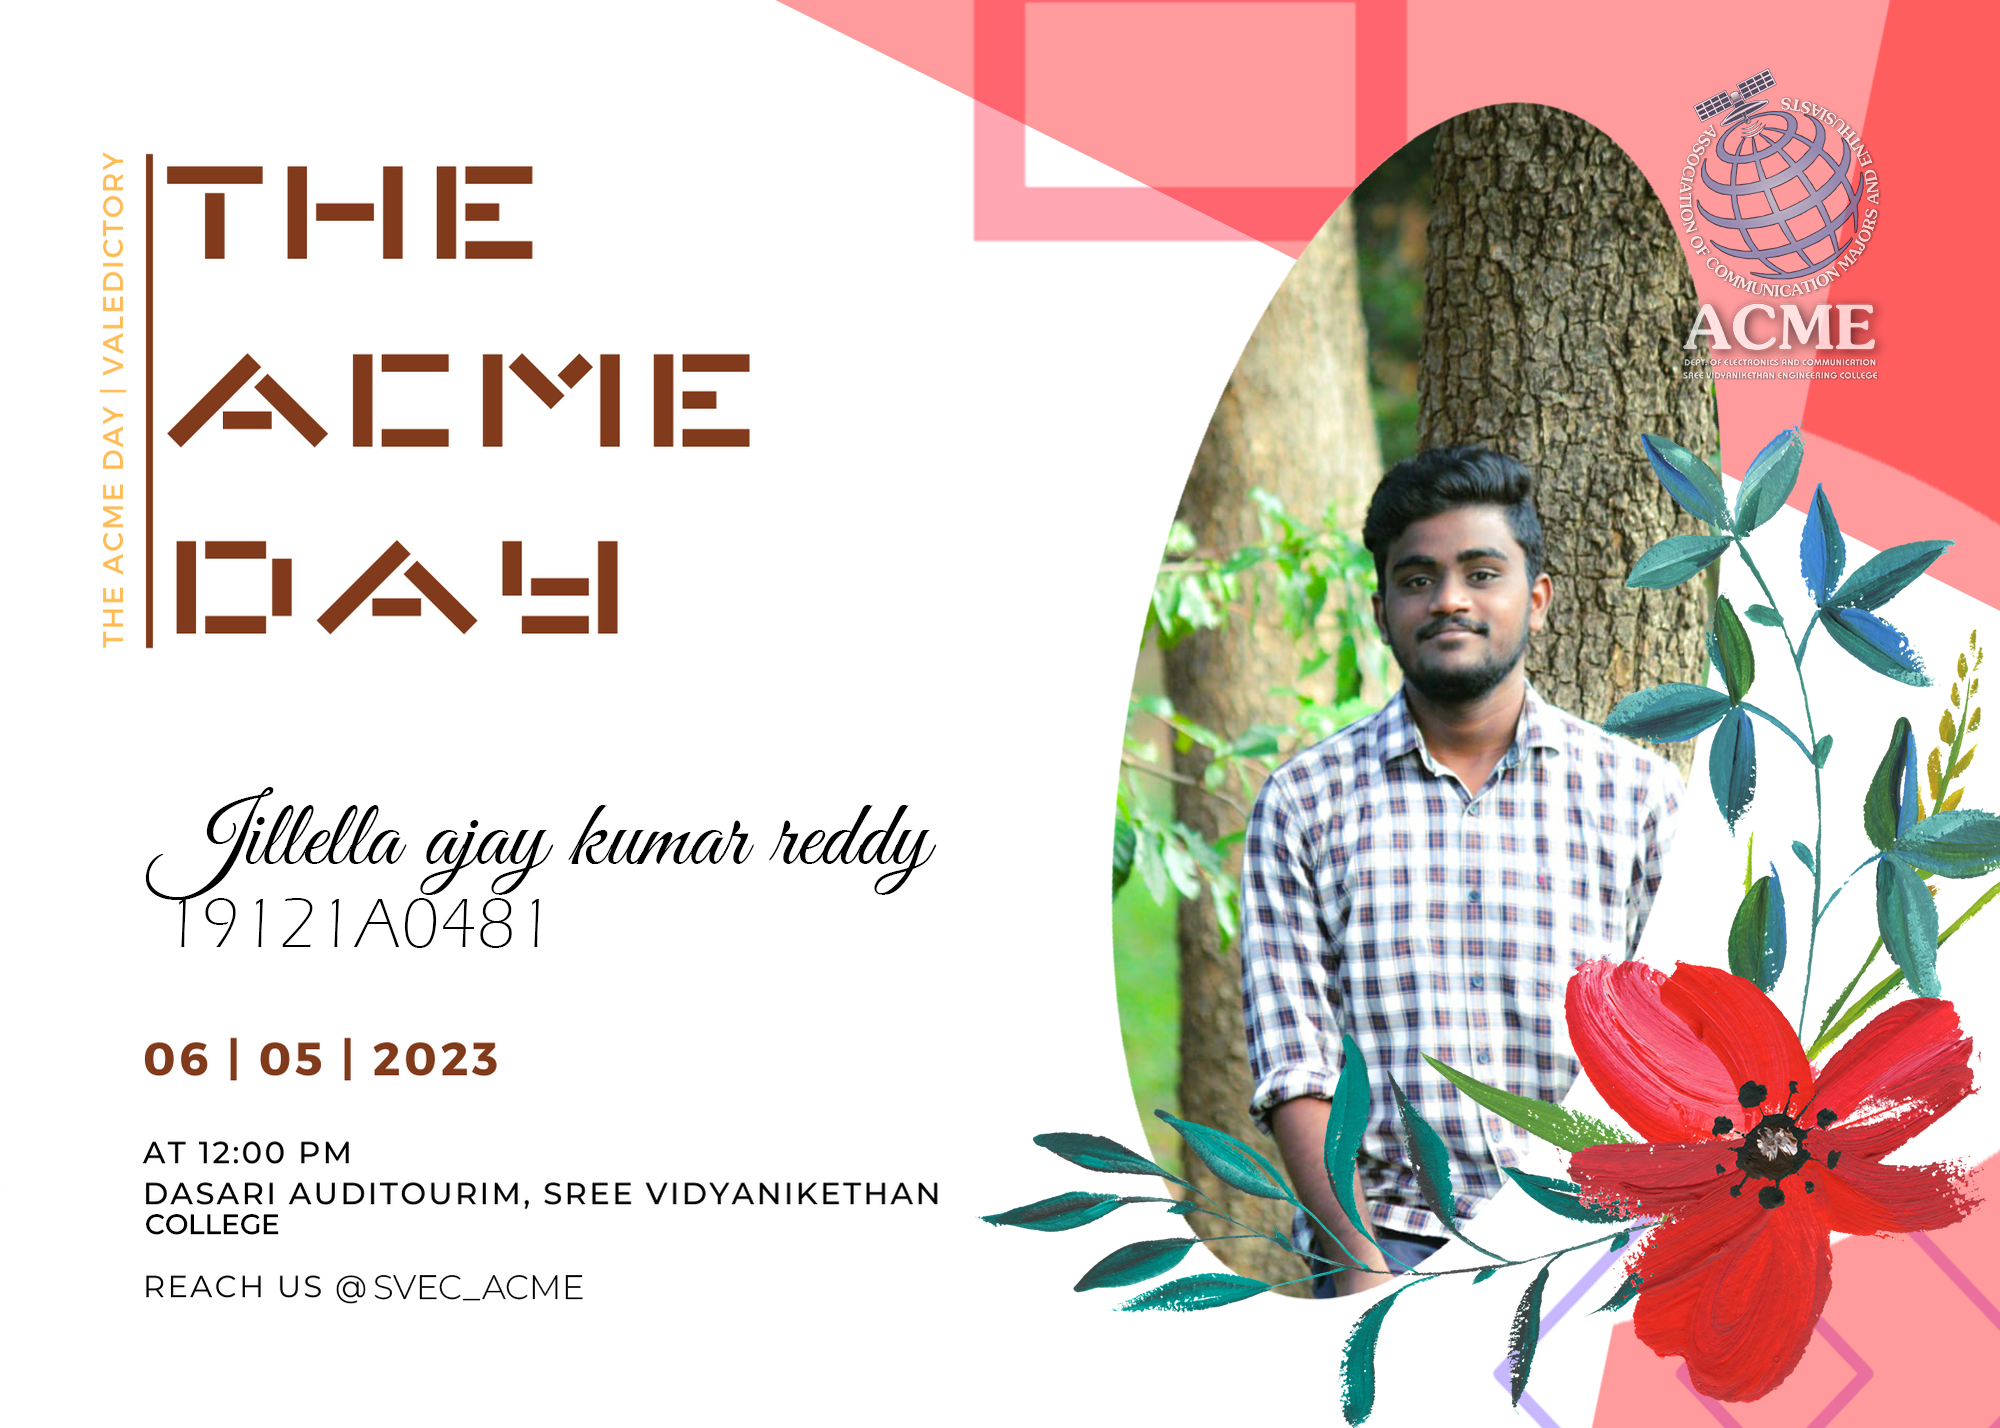 THE ACME DAY | VALEDICTORY
THE
ACME
DAY
Jillella ajay kumar reddy
19121A0481
06 | 05 | 2023
AT 12:00 PM
DASARI AUDITOURIM, SREE VIDYANIKETHAN
COLLEGE
REACH US @SVEC_ACME
ASSOCIATION OF COMMUNICATION MAJORS AND ENTHUSIASTS
ACME
DEPT. OF ELECTRONICS AND COMMUNICATION
SREE VIDYANIKETHAN ENGINEERING COLLEGE